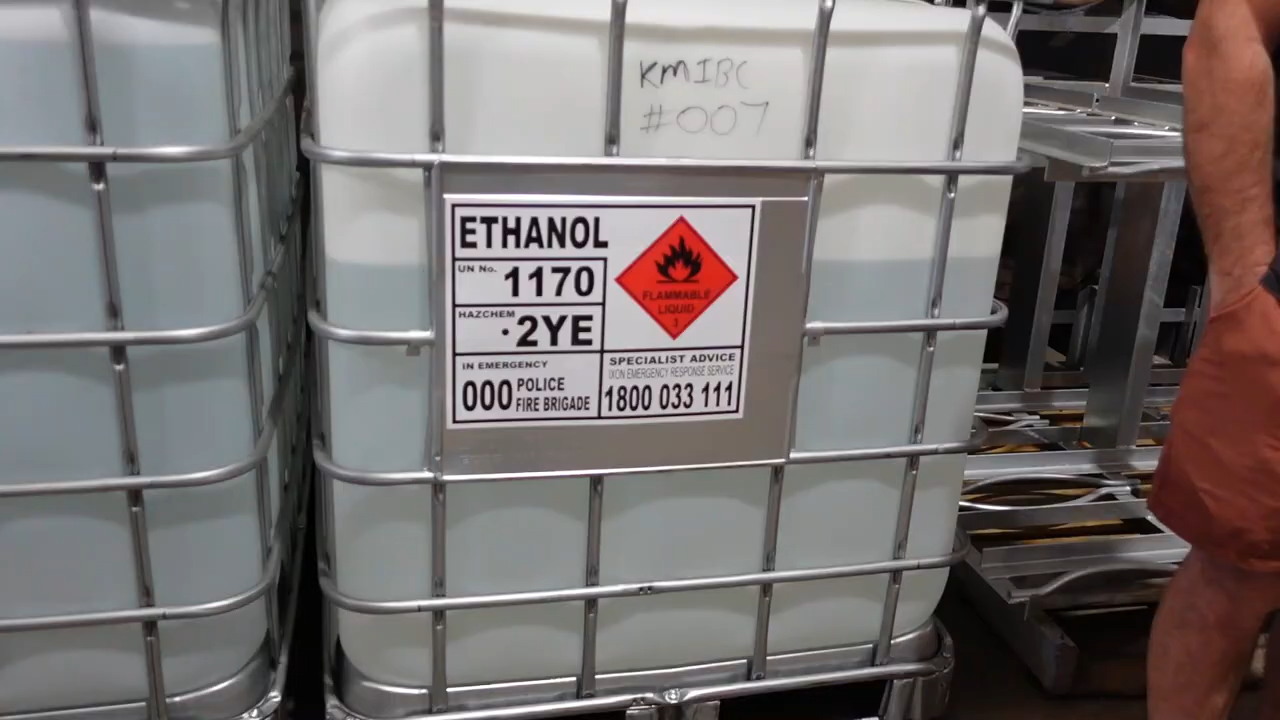 KMIBC
#007
ETHANOL
UN No. 1170
HAZCHEM
•2YE
FLAMMABLE
LIQUID
3
IN EMERGENCY
000 POLICE
FIRE BRIGADE
SPECIALIST ADVICE
IXON EMERGENCY RESPONSE SERVICE
1800 033 111